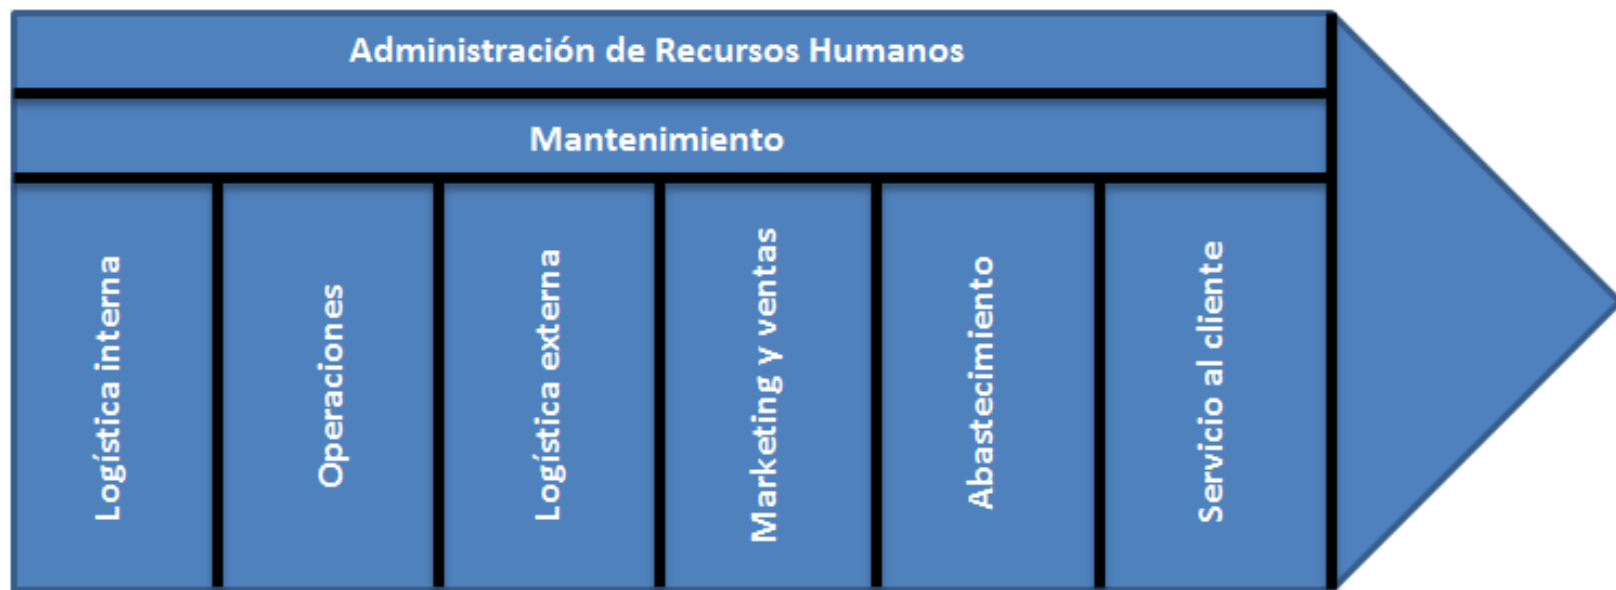 Administración de Recursos Humanos
Mantenimiento
Logística interna
Operaciones
Logística externa
Marketing y ventas
Abastecimiento
Servicio al cliente